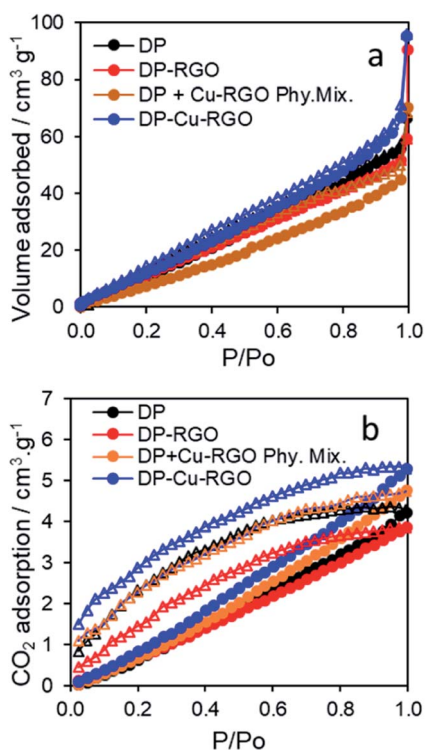 a
DP
DP-RGO
DP + Cu-RGO Phy.Mix.
DP-Cu-RGO
Volume adsorbed / cm³ g⁻¹
100
80
60
40
20
0
0.0 0.2 0.4 0.6 0.8 1.0
P/Po
b
DP
DP-RGO
DP+Cu-RGO Phy. Mix.
DP-Cu-RGO
CO₂ adsorption / cm³.g⁻¹
7
6
5
4
3
2
1
0
0.0 0.2 0.4 0.6 0.8 1.0
P/Po